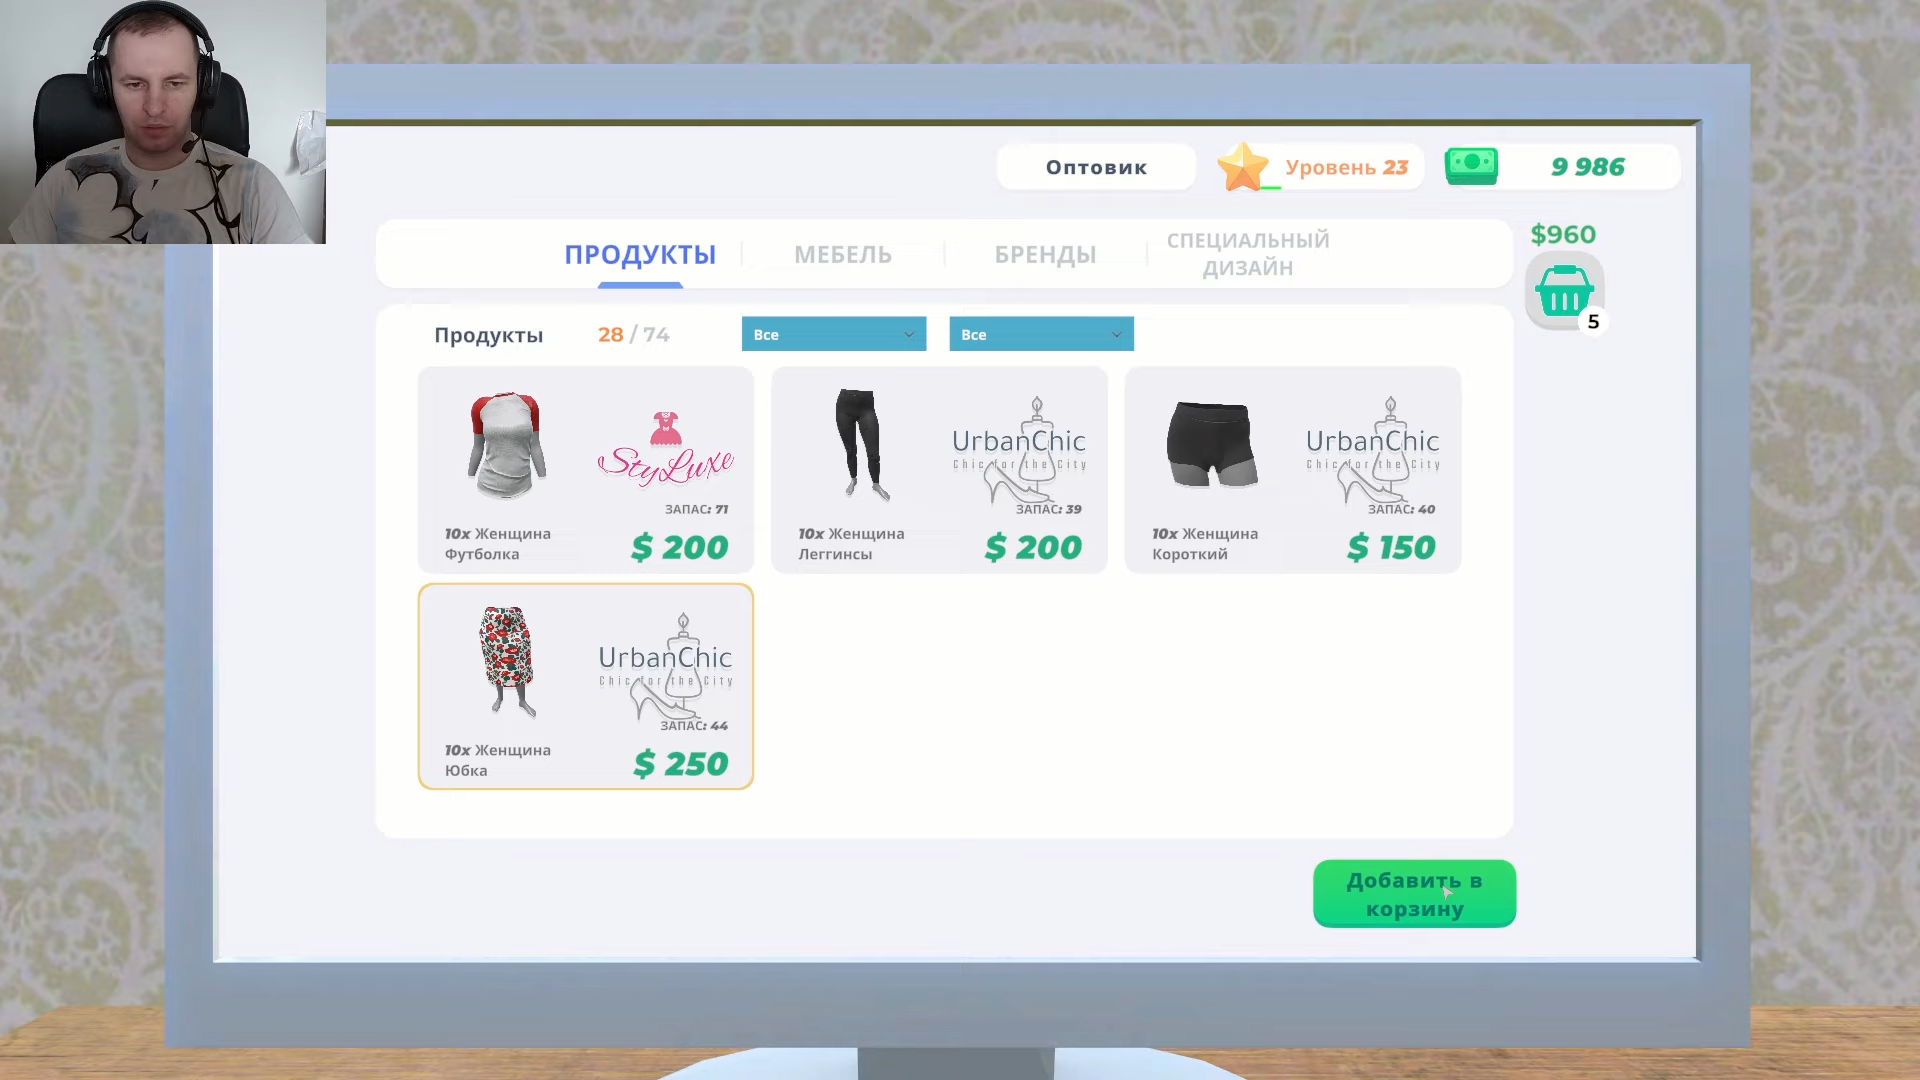 Оптовик
Уровень 23
9 986
ПРОДУКТЫ
МЕБЕЛЬ
БРЕНДЫ
СПЕЦИАЛЬНЫЙ
ДИЗАЙН
$960
5
Продукты
28 / 74
Все
Все
StyLuxe
ЗАПАС: 71
10x Женщина
Футболка
$ 200
UrbanChic
Chic for the City
ЗАПАС: 39
10x Женщина
Леггинсы
$ 200
UrbanChic
Chic for the City
ЗАПАС: 40
10x Женщина
Короткий
$ 150
UrbanChic
Chic for the City
ЗАПАС: 44
10x Женщина
Юбка
$ 250
Добавить в
корзину